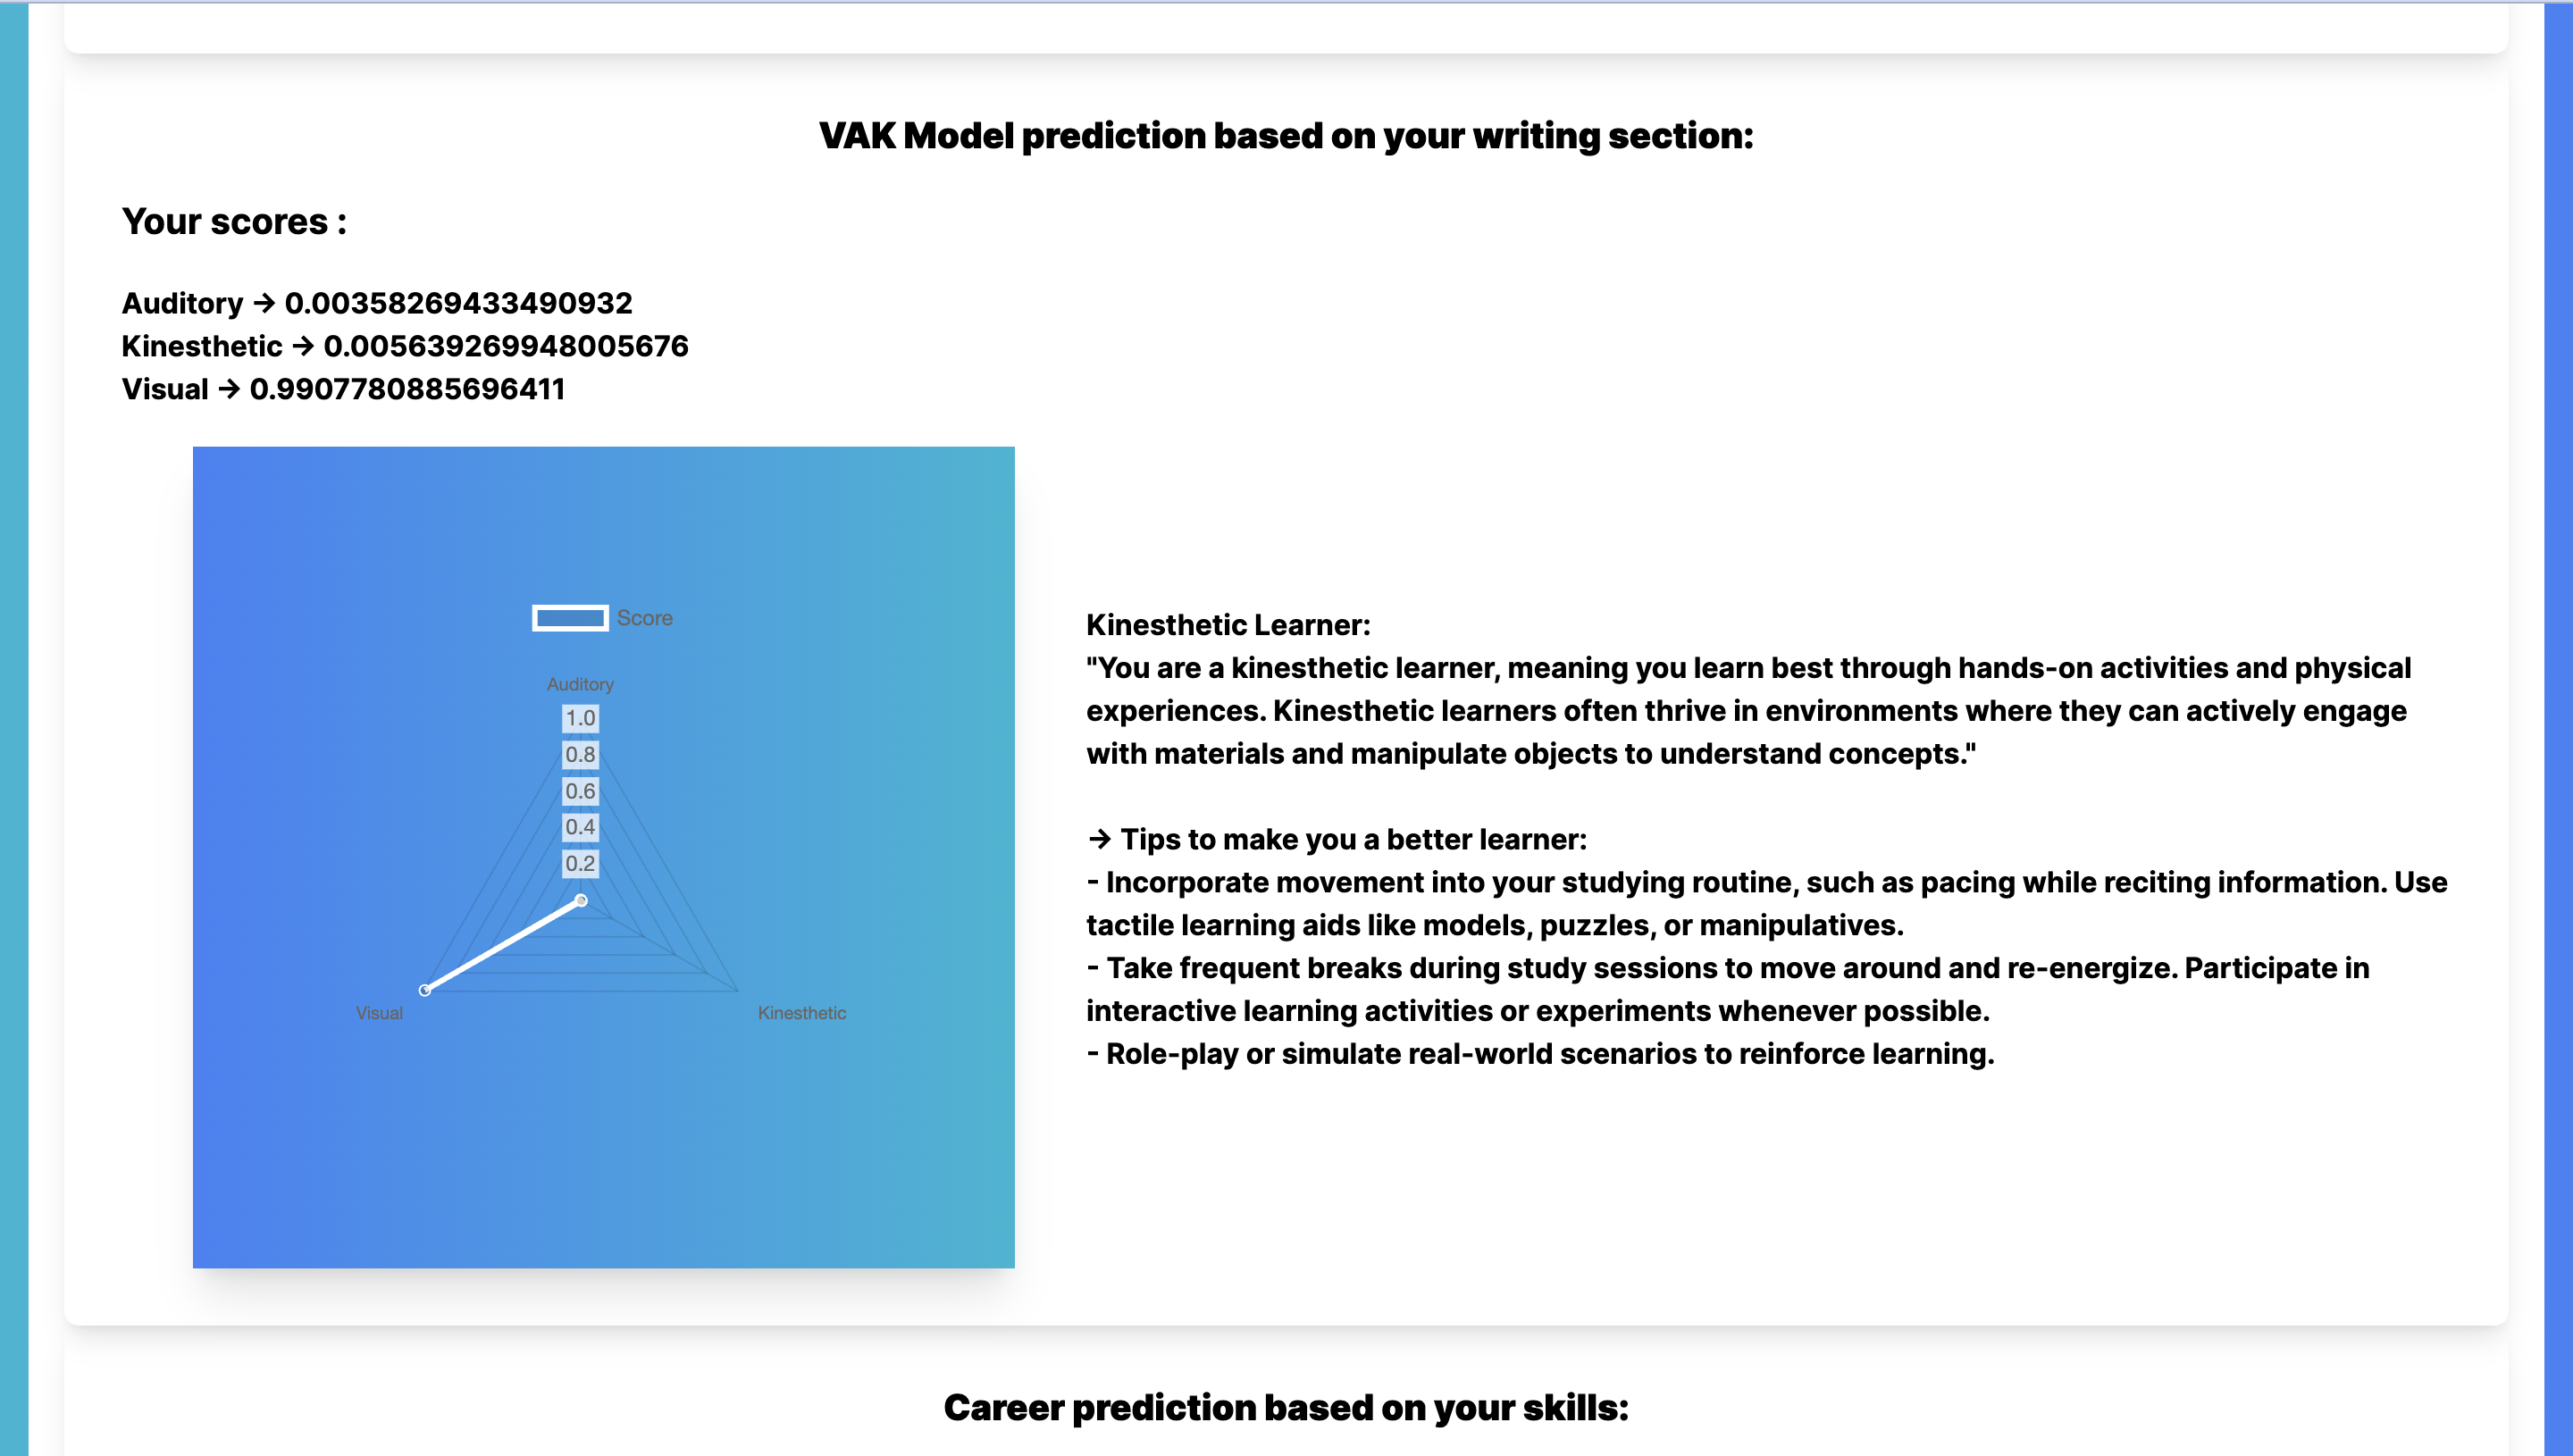 VAK Model prediction based on your writing section:
Your scores :
Auditory → 0.00358269433490932
Kinesthetic → 0.005639269948005676
Visual → 0.9907780885696411
Score
Auditory
1.0
0.8
0.6
0.4
0.2
Visual
Kinesthetic
Kinesthetic Learner:
"You are a kinesthetic learner, meaning you learn best through hands-on activities and physical
experiences. Kinesthetic learners often thrive in environments where they can actively engage
with materials and manipulate objects to understand concepts."
→ Tips to make you a better learner:
- Incorporate movement into your studying routine, such as pacing while reciting information. Use
tactile learning aids like models, puzzles, or manipulatives.
- Take frequent breaks during study sessions to move around and re-energize. Participate in
interactive learning activities or experiments whenever possible.
- Role-play or simulate real-world scenarios to reinforce learning.
Career prediction based on your skills: